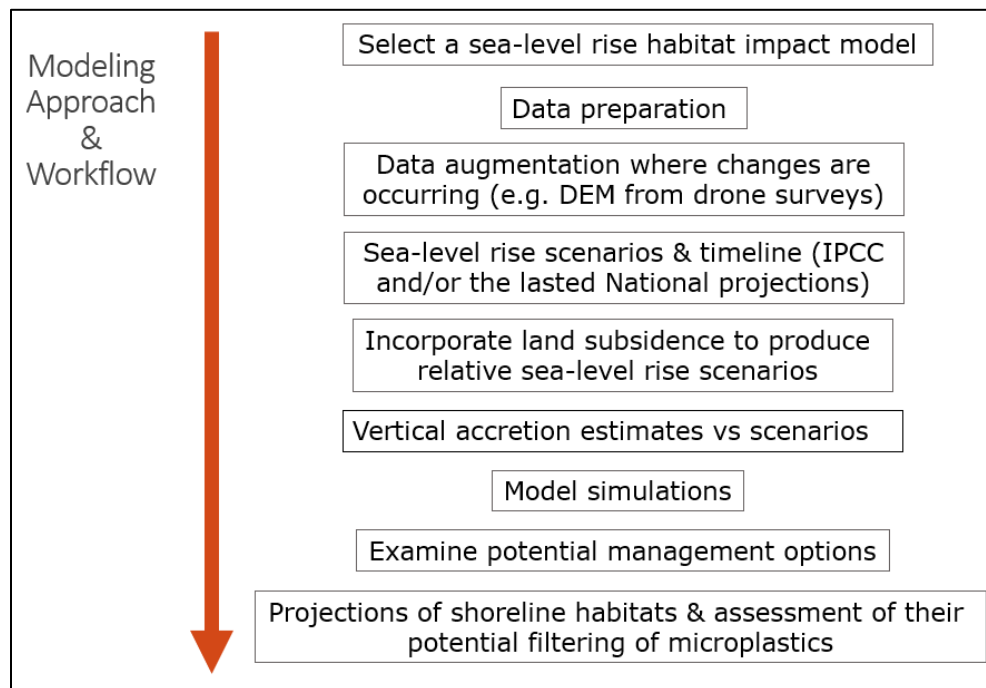 Modeling
Approach
&
Workflow
Select a sea-level rise habitat impact model
Data preparation
Data augmentation where changes are
occurring (e.g. DEM from drone surveys)
Sea-level rise scenarios & timeline (IPCC
and/or the lasted National projections)
Incorporate land subsidence to produce
relative sea-level rise scenarios
Vertical accretion estimates vs scenarios
Model simulations
Examine potential management options
Projections of shoreline habitats & assessment of their
potential filtering of microplastics